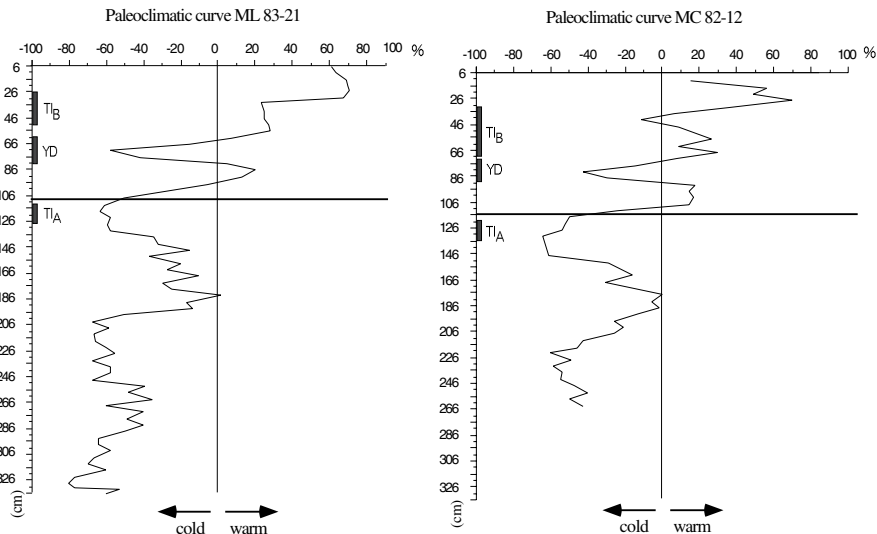 Paleoclimatic curve ML 83-21
-100 -80 -60 -40 -20 0 20 40 60 80 100 %
6
26
TIB
46
66
YD
86
106
TIA
126
146
166
186
206
226
246
266
286
306
326
(cm)
cold warm
Paleoclimatic curve MC 82-12
-100 -80 -60 -40 -20 0 20 40 60 80 100 %
6
26
TIB
46
66
YD
86
106
126
TIA
146
166
186
206
226
246
266
286
306
326
(cm)
cold warm